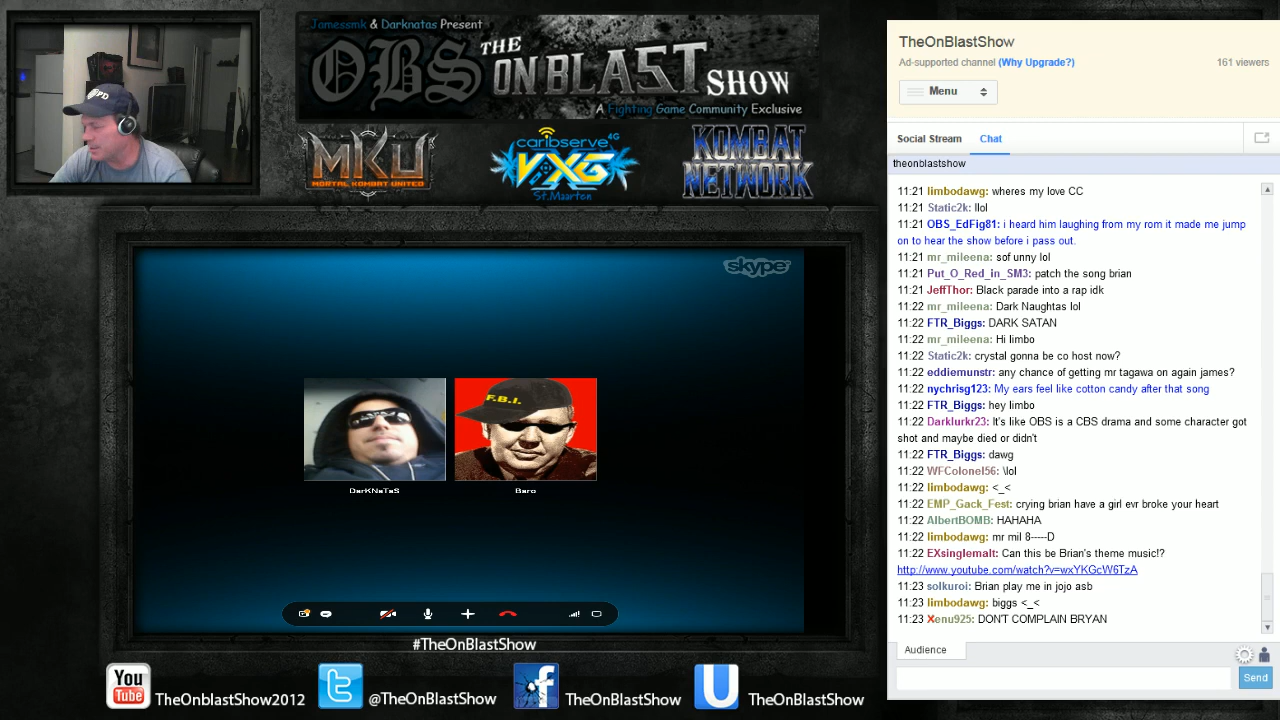 Jamessmk & Darknatas Present
OBS THE ON BLAST SHOW
A Fighting Game Community Exclusive
MKU
MORTAL KOMBAT UNITED
caribserve 4G
VXG
St.Maarten
KOMBAT
NETWORK
skype
F.B.I.
DarKNaTaS
Baro
#TheOnBlastShow
You
Tube
TheOnblastShow2012
@TheOnBlastShow
TheOnBlastShow
TheOnBlastShow
TheOnBlastShow
Ad-supported channel (Why Upgrade?)
161 viewers
Menu
Social Stream
Chat
theonblastshow
11:21 limbodawg: wheres my love CC
11:21 Static2k: llol
11:21 OBS_EdFig81: i heard him laughing from my rom it made me jump
on to hear the show before i pass out.
11:21 mr_mileena: sof unny lol
11:21 Put_O_Red_in_SM3: patch the song brian
11:21 JeffThor: Black parade into a rap idk
11:22 mr_mileena: Dark Naughtas lol
11:22 FTR_Biggs: DARK SATAN
11:22 mr_mileena: Hi limbo
11:22 Static2k: crystal gonna be co host now?
11:22 eddiemunstr: any chance of getting mr tagawa on again james?
11:22 nychrisg123: My ears feel like cotton candy after that song
11:22 FTR_Biggs: hey limbo
11:22 Darklurkr23: It's like OBS is a CBS drama and some character got
shot and maybe died or didn't
11:22 FTR_Biggs: dawg
11:22 WFColonel56: \lol
11:22 limbodawg: <_<
11:22 EMP_Gack_Fest: crying brian have a girl evr broke your heart
11:22 AlbertBOMB: HAHAHA
11:22 limbodawg: mr mil 8-----D
11:22 EXsinglemalt: Can this be Brian's theme music!?
http://www.youtube.com/watch?v=wxYKGcW6TzA
11:23 solkuroi: Brian play me in jojo asb
11:23 limbodawg: biggs <_<
11:23 Xenu925: DON'T COMPLAIN BRYAN
Audience
Send